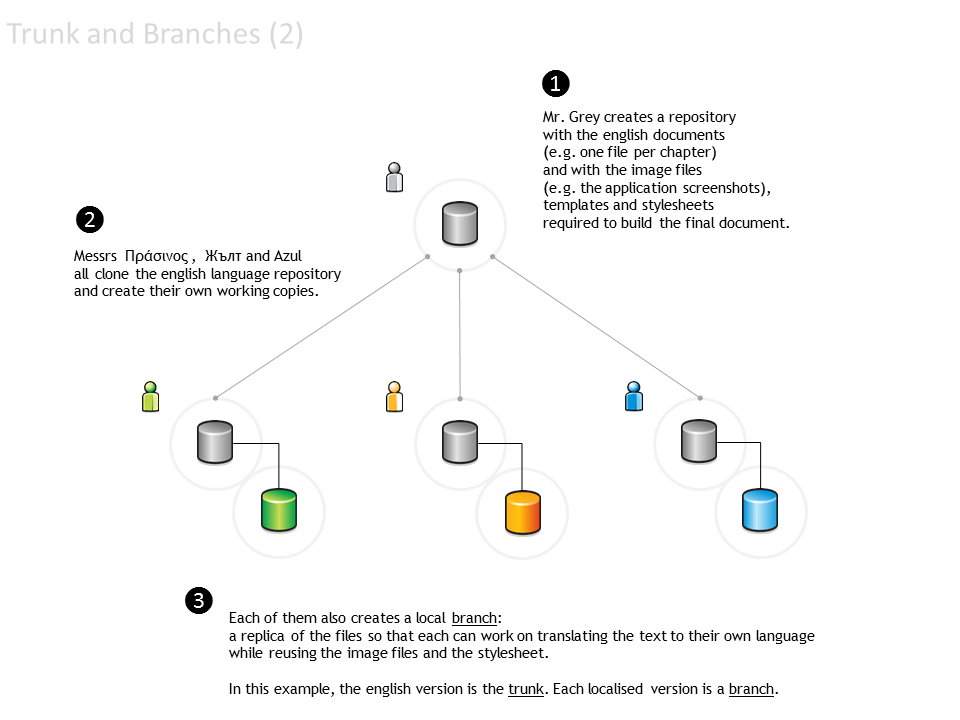 Trunk and Branches (2)
1
Mr. Grey creates a repository
with the english documents
(e.g. one file per chapter)
and with the image files
(e.g. the application screenshots),
templates and stylesheets
required to build the final document.
2
Messrs Πράσινος , Жълт and Azul
all clone the english language repository
and create their own working copies.
3
Each of them also creates a local branch:
a replica of the files so that each can work on translating the text to their own language
while reusing the image files and the stylesheet.
In this example, the english version is the trunk. Each localised version is a branch.